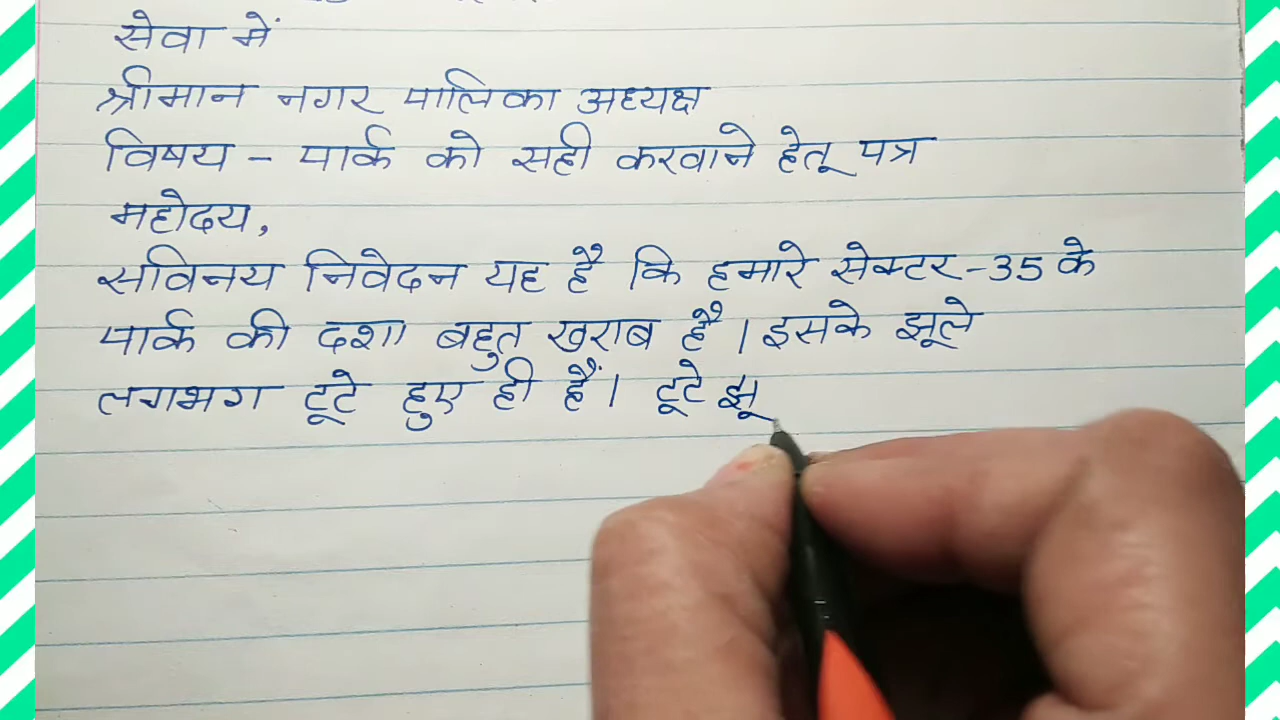 सेवा में
श्रीमान नगर पालिका अध्यक्ष
विषय - पार्क को सही करवाने हेतू पत्र
महोदय,
सविनय निवेदन यह है कि हमारे सेक्टर-35 के
पार्क की दशा बहुत खराब है । इसके झूले
लगभग टूटे हुए ही हैं। टूटे झू